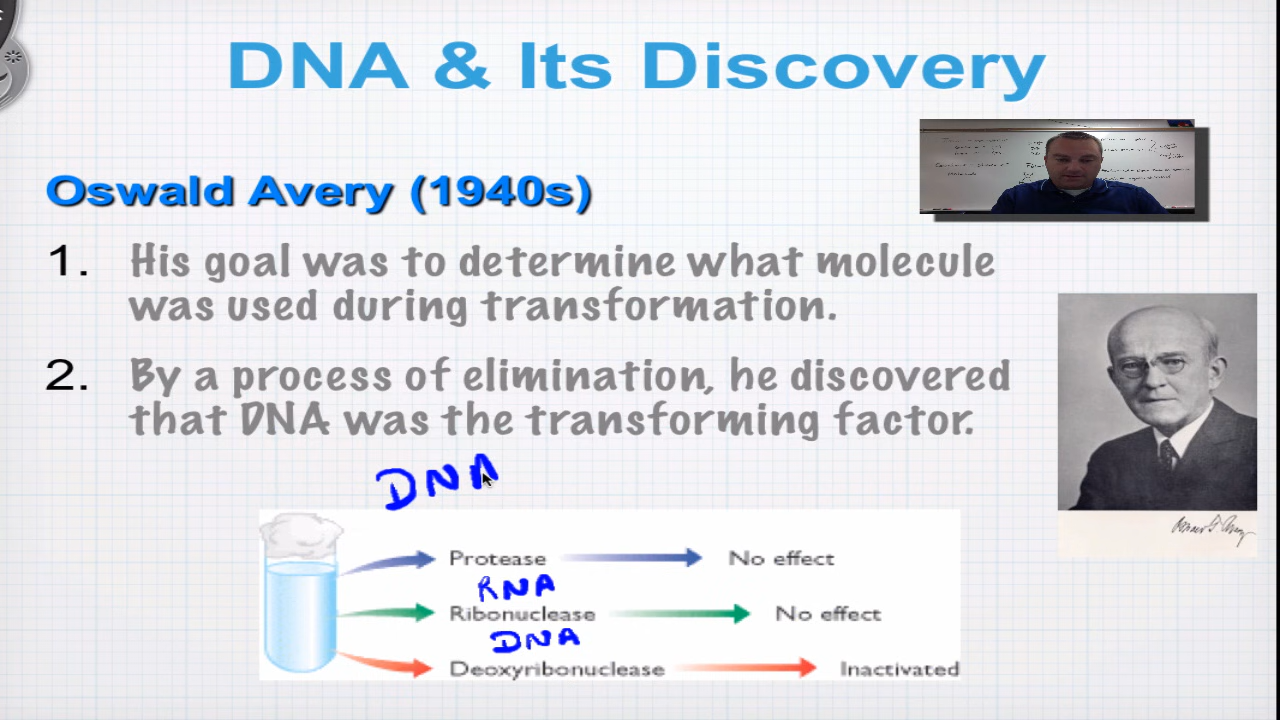 DNA & Its Discovery
Oswald Avery (1940s)
1. His goal was to determine what molecule
was used during transformation.
2. By a process of elimination, he discovered
that DNA was the transforming factor.
DNA
Protease No effect
RNA
Ribonuclease No effect
DNA
Deoxyribonuclease Inactivated